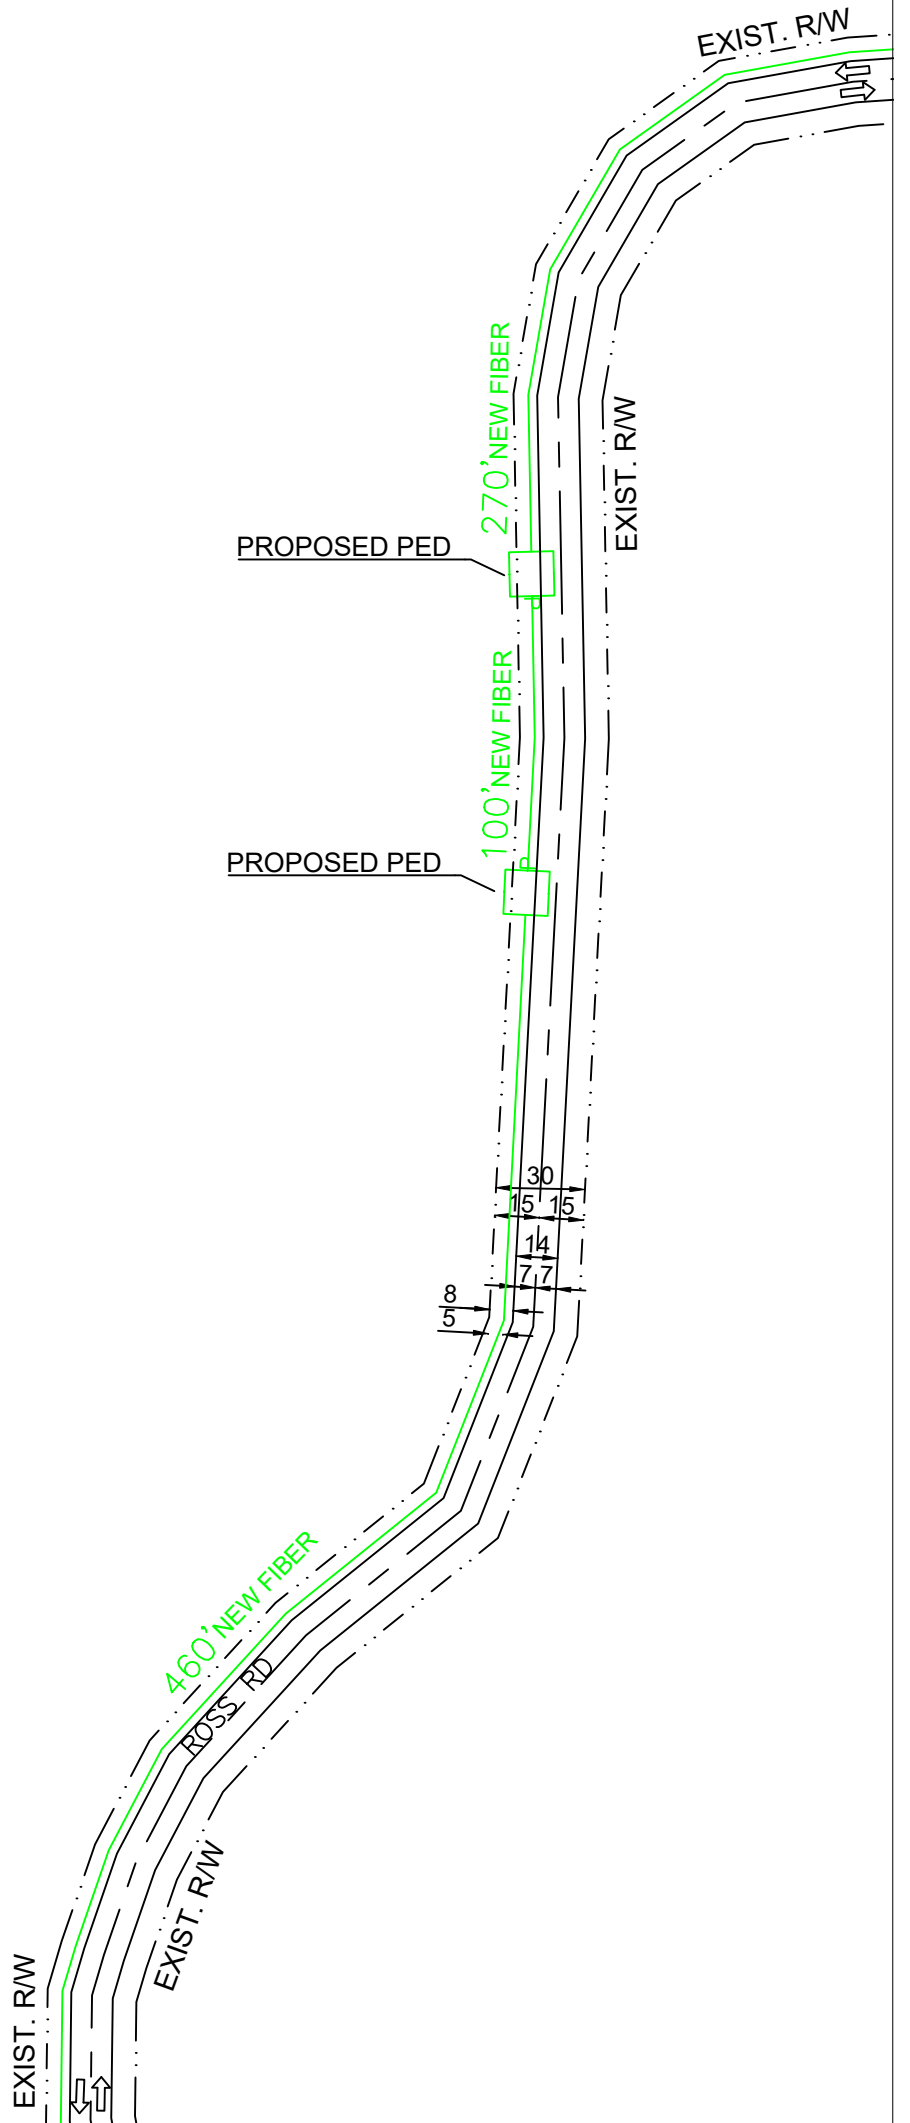 EXIST. R/W
270'NEW FIBER
EXIST. R/W
PROPOSED PED
P
100'NEW FIBER
P
PROPOSED PED
30
15 15
14
7 7
8
5
460'NEW FIBER
ROSS RD
EXIST. R/W
EXIST. R/W